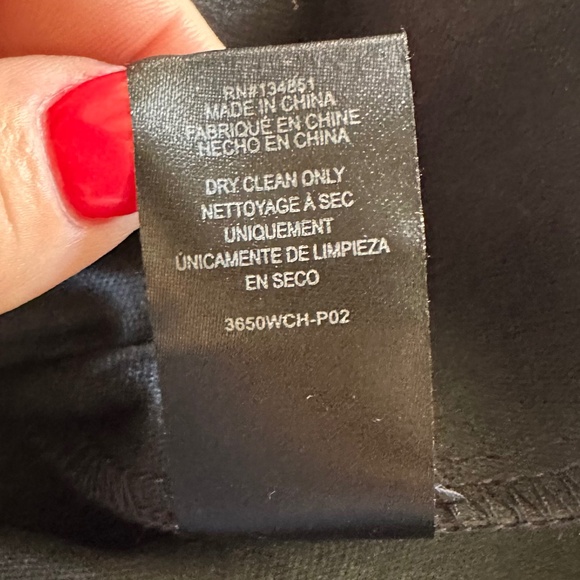 RN#134851
MADE IN CHINA
FABRIQUÉ EN CHINE
HECHO EN CHINA
DRY CLEAN ONLY
NETTOYAGE À SEC
UNIQUEMENT
ÚNICAMENTE DE LIMPIEZA
EN SECO
3650WCH-P02